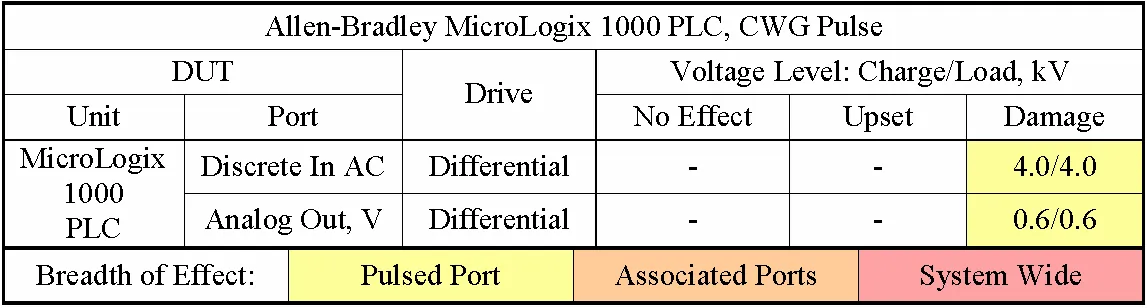 Allen-Bradley MicroLogix 1000 PLC, CWG Pulse
DUT Drive Voltage Level: Charge/Load, kV
Unit Port No Effect Upset Damage
MicroLogix 1000 PLC Discrete In AC Differential - - 4.0/4.0
Analog Out, V Differential - - 0.6/0.6
Breadth of Effect: Pulsed Port Associated Ports System Wide